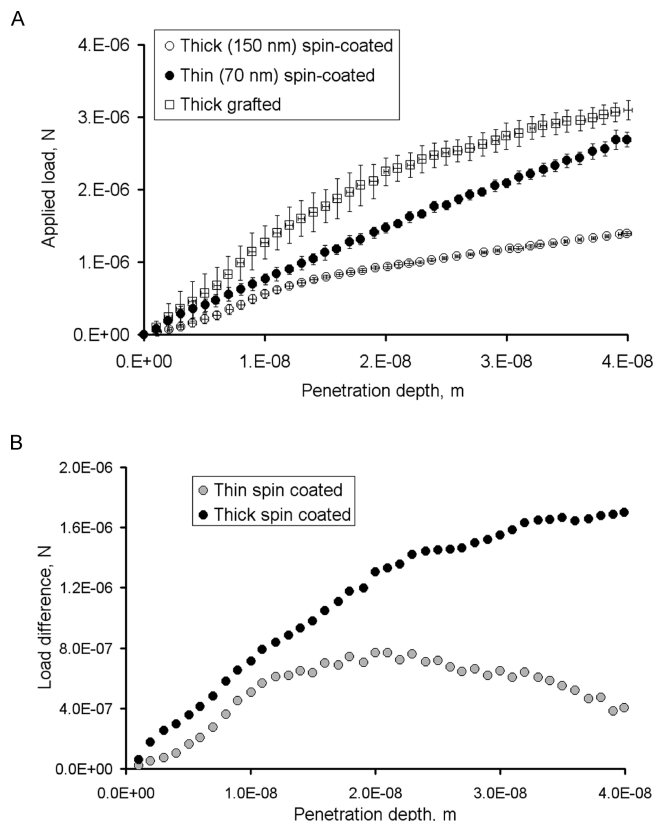 A
Thick (150 nm) spin-coated
Thin (70 nm) spin-coated
Thick grafted
4.E-06
3.E-06
2.E-06
1.E-06
0.E+00
Applied load, N
0.E+00 1.E-08 2.E-08 3.E-08 4.E-08
Penetration depth, m
B
Thin spin coated
Thick spin coated
2.0E-06
1.6E-06
1.2E-06
8.0E-07
4.0E-07
0.0E+00
Load difference, N
0.0E+00 1.0E-08 2.0E-08 3.0E-08 4.0E-08
Penetration depth, m